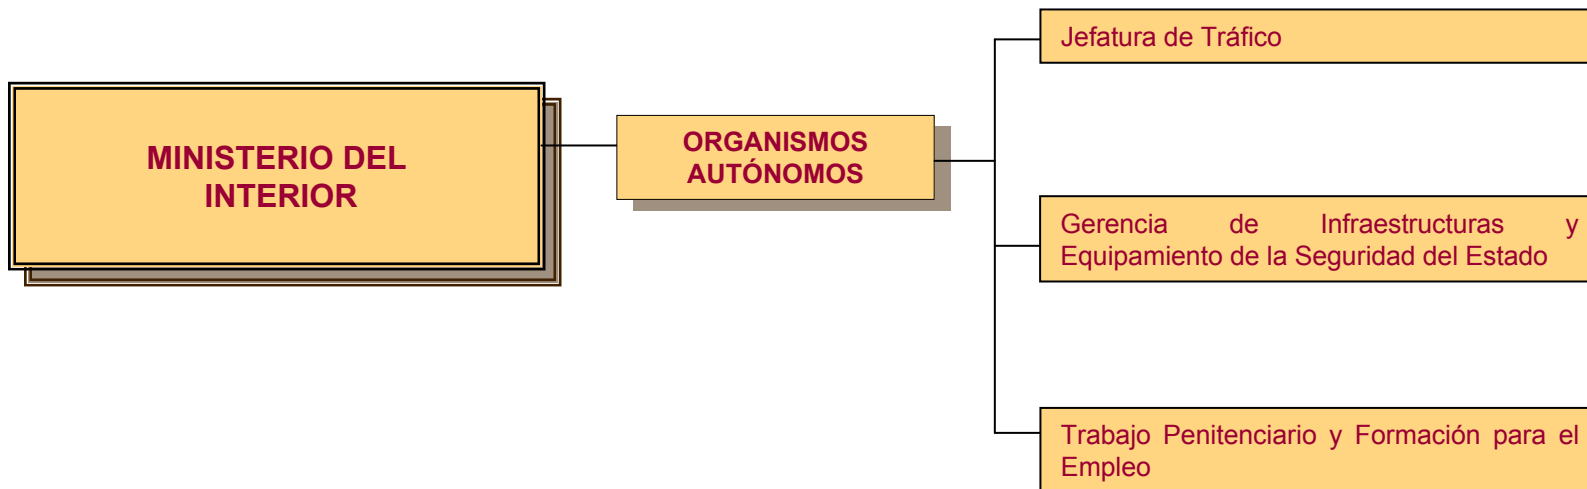 Jefatura de Tráfico
MINISTERIO DEL
INTERIOR
ORGANISMOS
AUTÓNOMOS
Gerencia de Infraestructuras y
Equipamiento de la Seguridad del Estado
Trabajo Penitenciario y Formación para el
Empleo